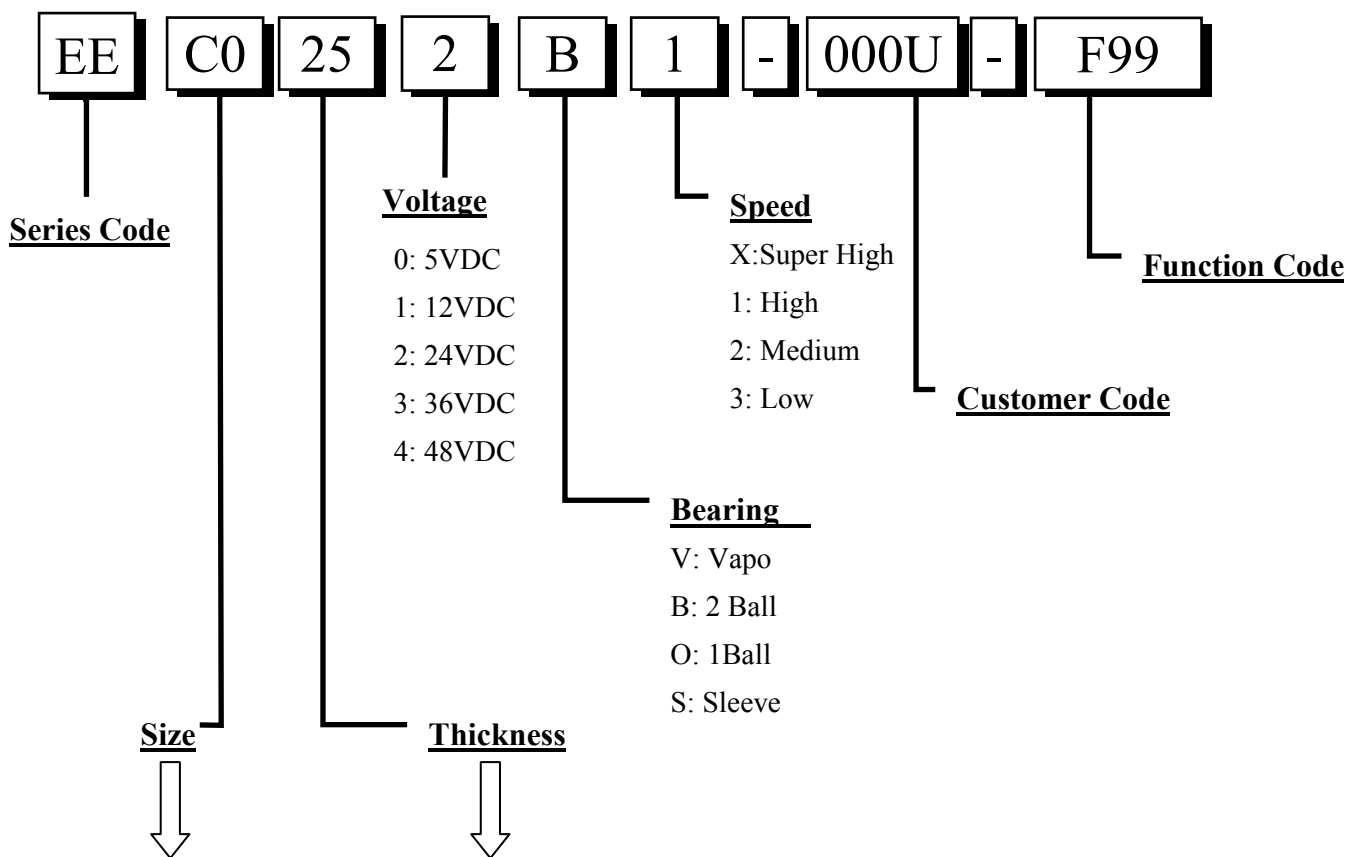 EE C0 25 2 B 1 - 000U - F99
Series Code
Voltage
0: 5VDC
1: 12VDC
2: 24VDC
3: 36VDC
4: 48VDC
Speed
X:Super High
1: High
2: Medium
3: Low
Function Code
Customer Code
Bearing
V: Vapo
B: 2 Ball
O: 1Ball
S: Sleeve
Size
Thickness